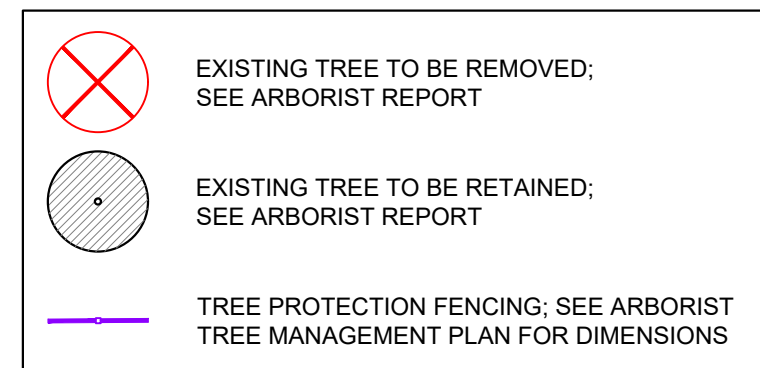 EXISTING TREE TO BE REMOVED;
SEE ARBORIST REPORT
EXISTING TREE TO BE RETAINED;
SEE ARBORIST REPORT
TREE PROTECTION FENCING; SEE ARBORIST
TREE MANAGEMENT PLAN FOR DIMENSIONS